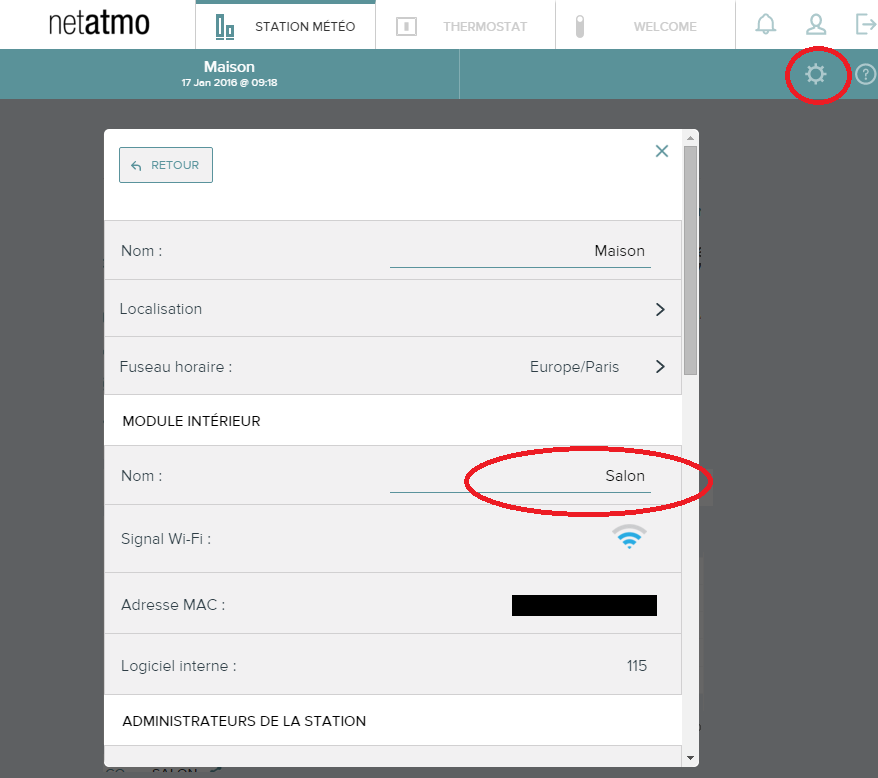 netatmo STATION MÉTÉO THERMOSTAT WELCOME
Maison
17 Jan 2016 @ 09:18
?
RETOUR
Nom : Maison
Localisation
Fuseau horaire : Europe/Paris
MODULE INTÉRIEUR
Nom : Salon
Signal Wi-Fi :
Adresse MAC :
Logiciel interne : 115
ADMINISTRATEURS DE LA STATION
SALON